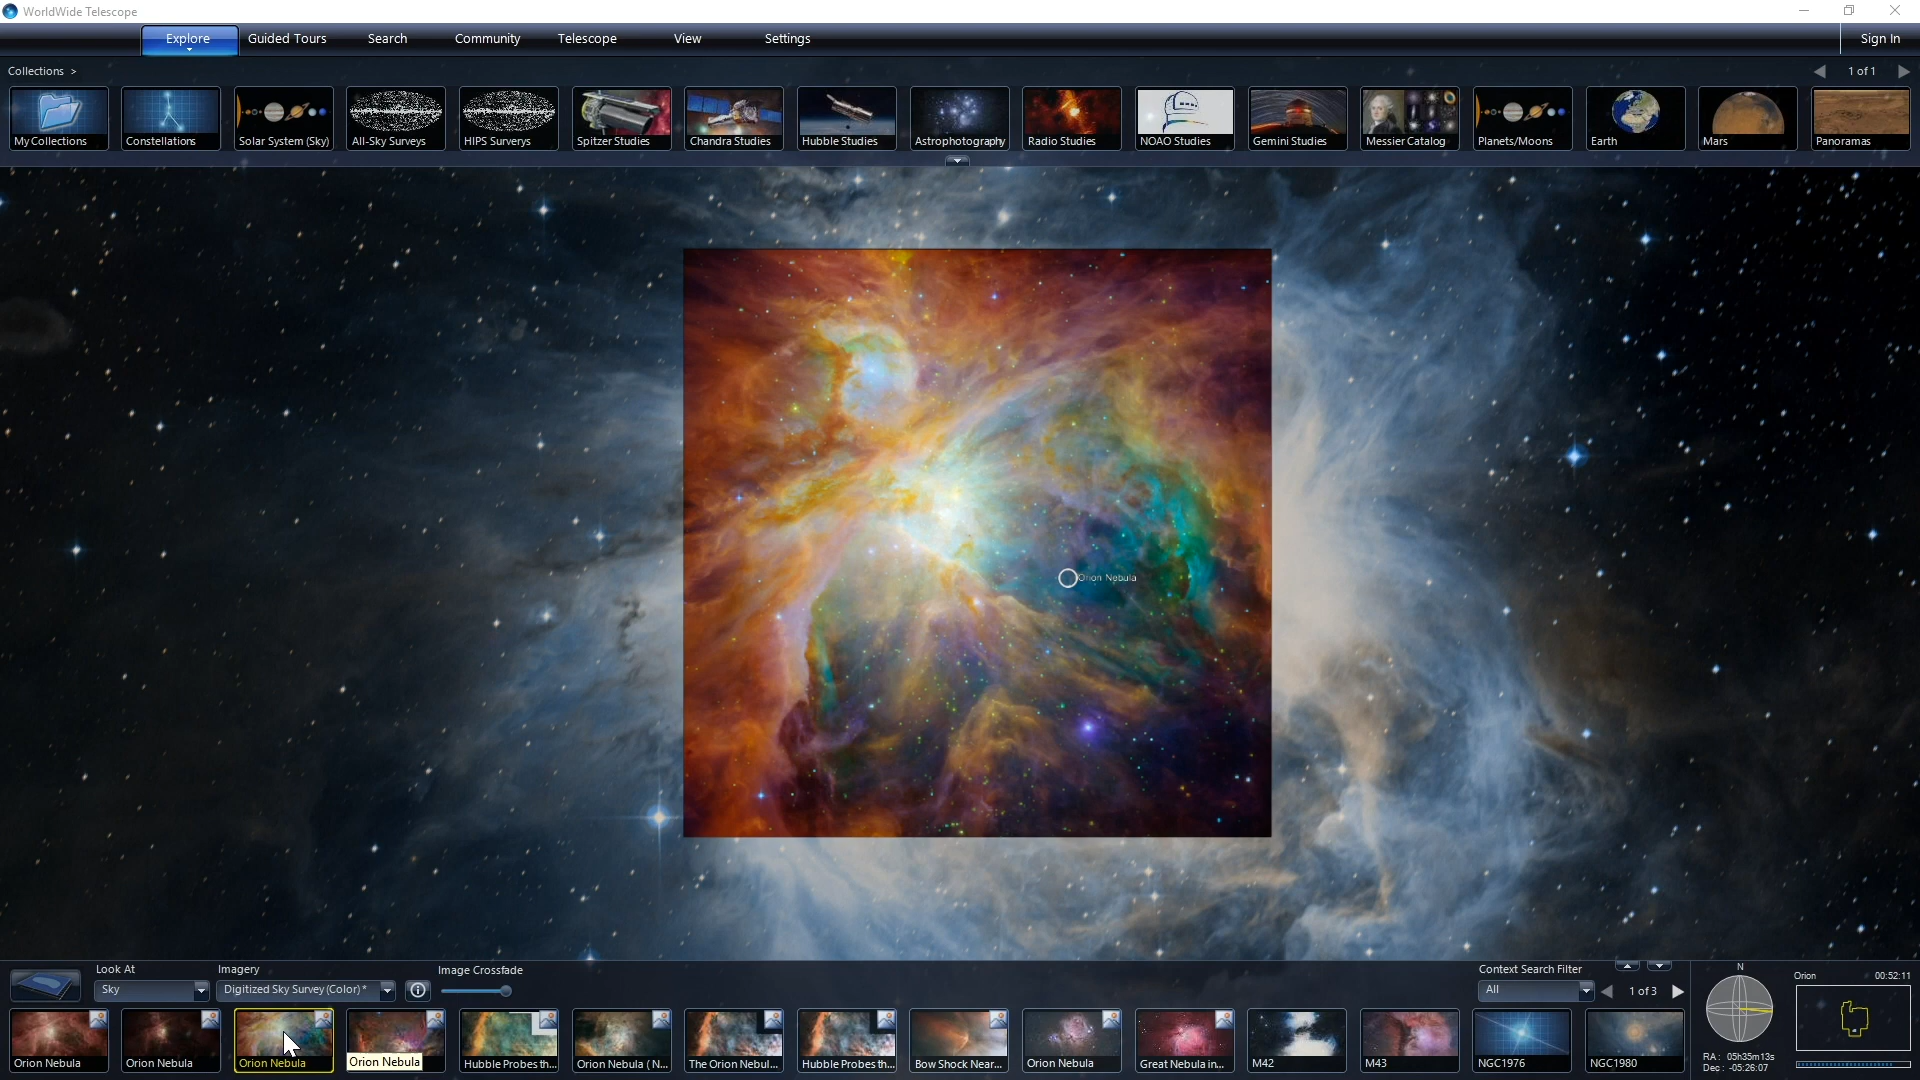 WorldWide Telescope
Explore
Guided Tours
Search
Community
Telescope
View
Settings
Sign In
Collections >
1 of 1
My Collections
Constellations
Solar System (Sky)
All-Sky Surveys
HIPS Surverys
Spitzer Studies
Chandra Studies
Hubble Studies
Astrophotography
Radio Studies
NOAO Studies
Gemini Studies
Messier Catalog
Planets/Moons
Earth
Mars
Panoramas
Orion Nebula
Look At
Imagery
Image Crossfade
Sky
Digitized Sky Survey (Color) *
Context Search Filter
All
1 of 3
Orion Nebula
Orion Nebula
Orion Nebula
Orion Nebula
Hubble Probes th...
Orion Nebula ( N...
The Orion Nebul...
Hubble Probes th...
Bow Shock Near...
Orion Nebula
Great Nebula in...
M42
M43
NGC1976
NGC1980
N
RA : 05h35m13s
Dec : -05:26:07
Orion
00:52:11